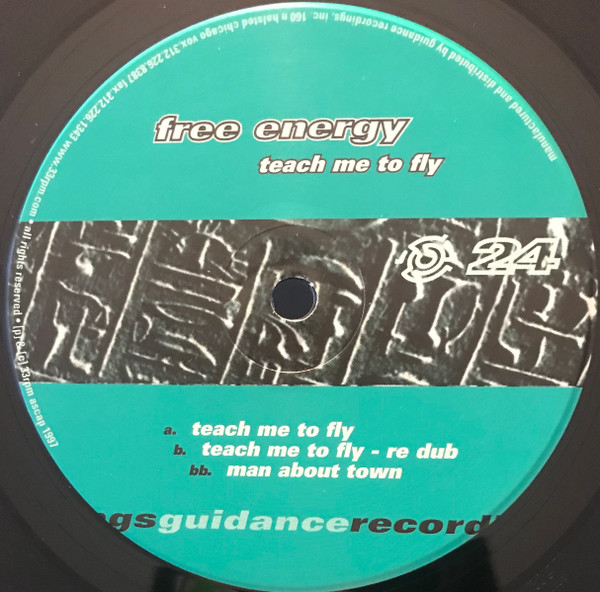 manufactured and distributed by guidance recordings, inc. 160 n halsted chicago vox.312.226.8387 fax.312.226.1343 www.33rpm.com • all rights reserved • [p] & [c] 33rpm ascap 1997
free energy
teach me to fly
24
a. teach me to fly
b. teach me to fly - re dub
bb. man about town
ngsguidancerecord